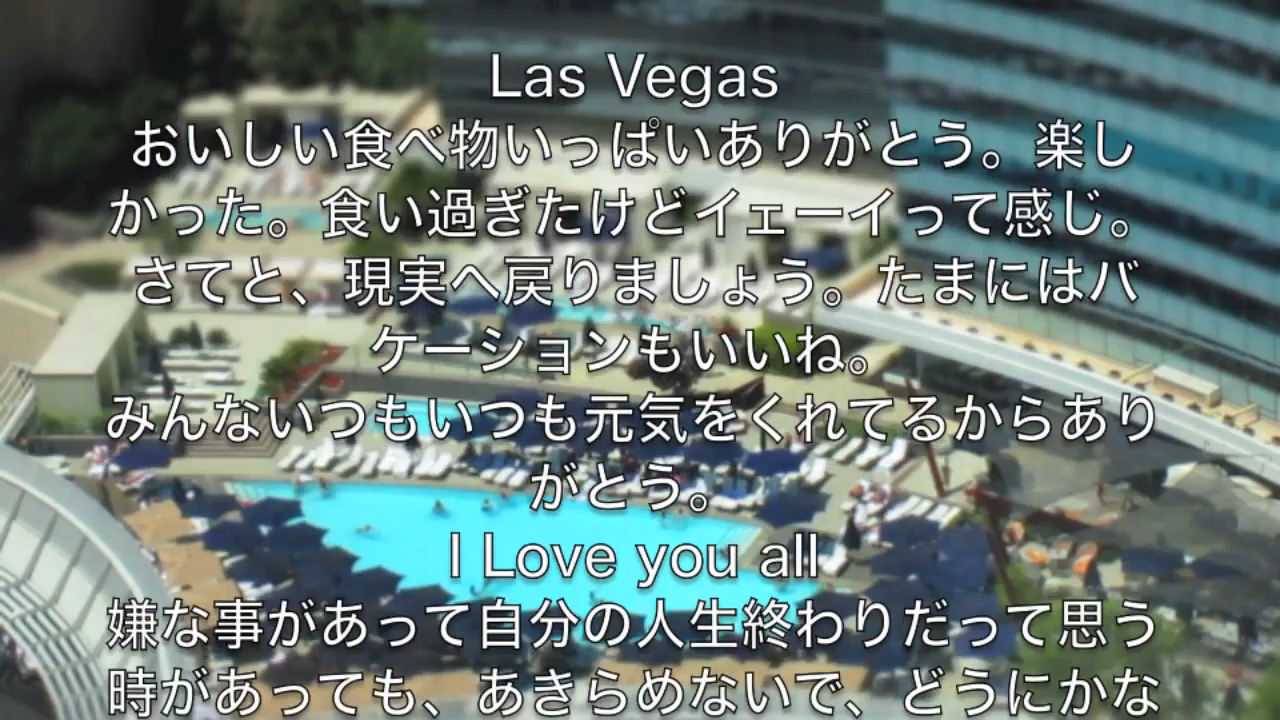 Las Vegas
おいしい食べ物いっぱいありがとう。楽し
かった。食い過ぎたけどイェーイって感じ。
さてと、現実へ戻りましょう。たまにはバ
ケーションもいいね。
みんないつもいつも元気をくれてるからあり
がとう。
I Love you all
嫌な事があって自分の人生終わりだって思う
時があっても、あきらめないで、どうにかな